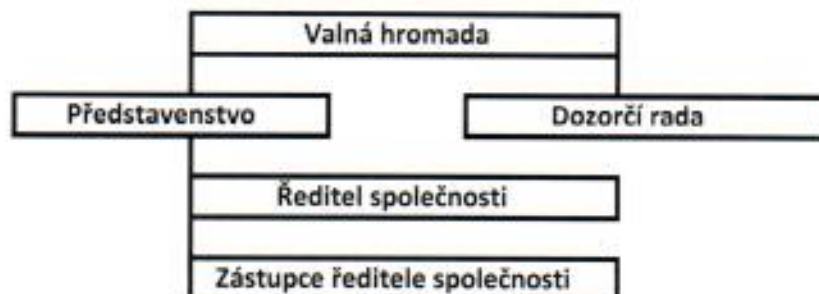 Valná hromada
Představenstvo
Dozorčí rada
Ředitel společnosti
Zástupce ředitele společnosti